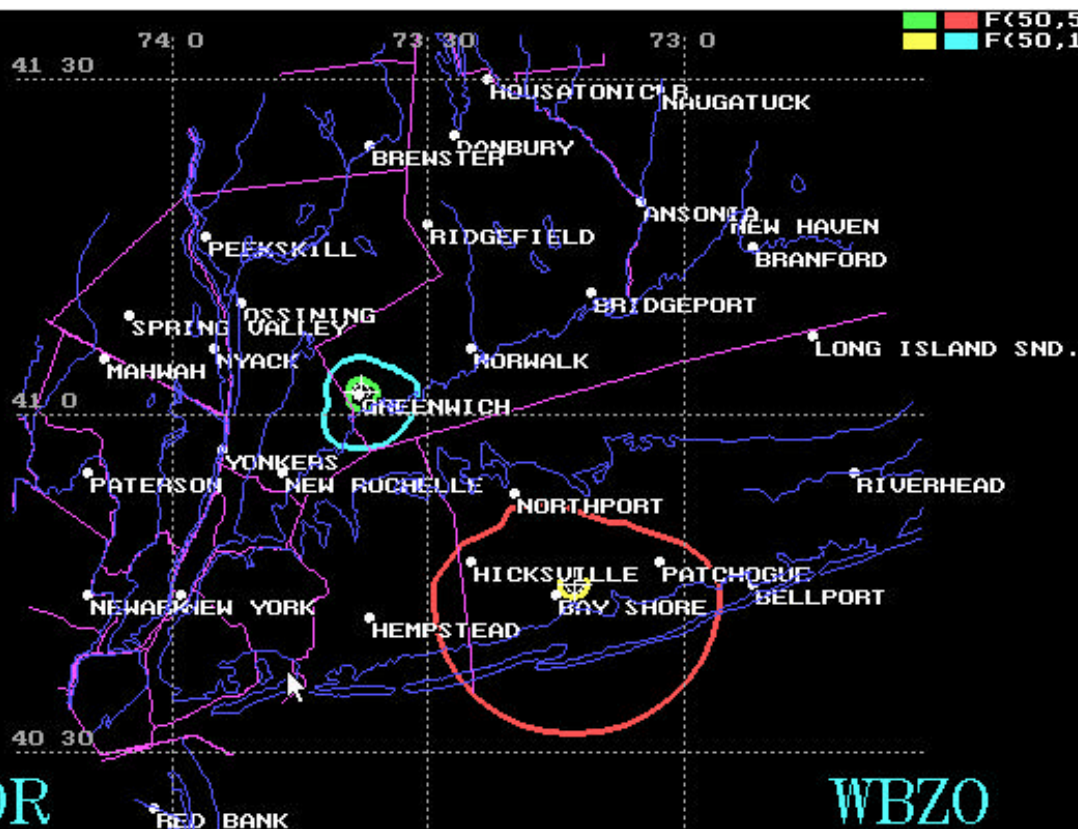 F(50,5
74 0
73 30
73 0
F(50,1
41 30
HOUSATONIC R
NAUGATUCK
DANBURY
BREWSTER
ANSONIA
NEW HAVEN
RIDGEFIELD
PEEKSKILL
BRANFORD
BRIDGEPORT
OSSINING
SPRING VALLEY
NYACK
NORWALK
LONG ISLAND SND.
MAHWAH
GREENWICH
41 0
YONKERS
PATERSON
NEW ROCHELLE
RIVERHEAD
NORTHPORT
HICKSVILLE
PATCHOGUE
NEWARK
NEW YORK
BAY SHORE
BELLPORT
HEMPSTEAD
40 30
OR
WBZO
RED BANK